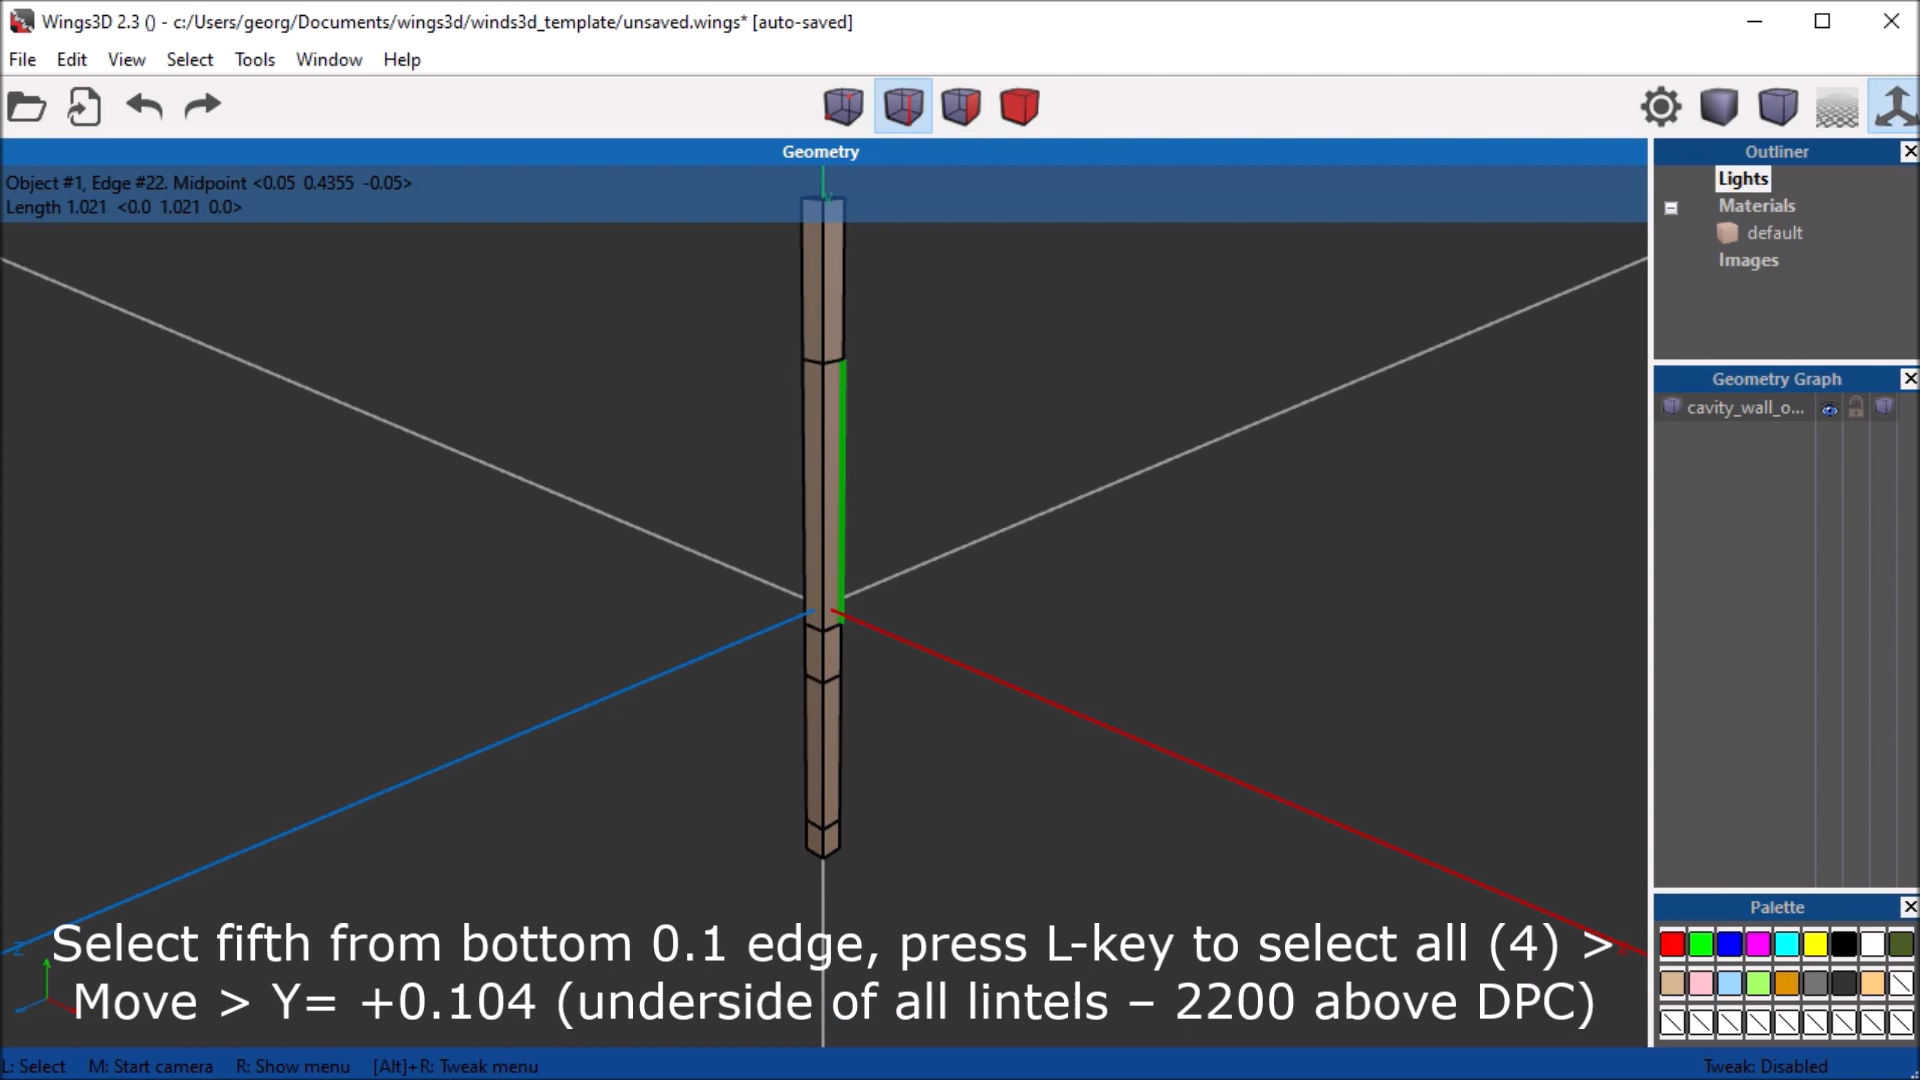 Wings3D 2.3 () - c:/Users/georg/Documents/wings3d/winds3d_template/unsaved.wings* [auto-saved]
File Edit View Select Tools Window Help
Geometry
Object #1, Edge #22. Midpoint <0.05 0.4355 -0.05>
Length 1.021 <0.0 1.021 0.0>
Y
Outliner
Lights
Materials
default
Images
Geometry Graph
cavity_wall_o...
Palette
Z
Select fifth from bottom 0.1 edge, press L-key to select all (4) >
Move > Y= +0.104 (underside of all lintels – 2200 above DPC)
L: Select M: Start camera R: Show menu [Alt]+R: Tweak menu
Tweak: Disabled